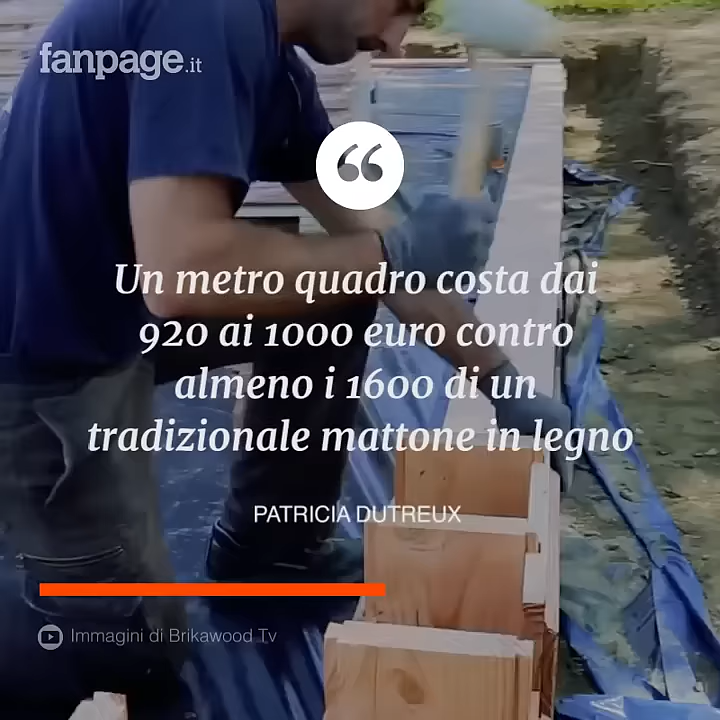 fanpage.it
“
Un metro quadro costa dai
920 ai 1000 euro contro
almeno i 1600 di un
tradizionale mattone in legno
PATRICIA DUTREUX
Immagini di Brikawood Tv